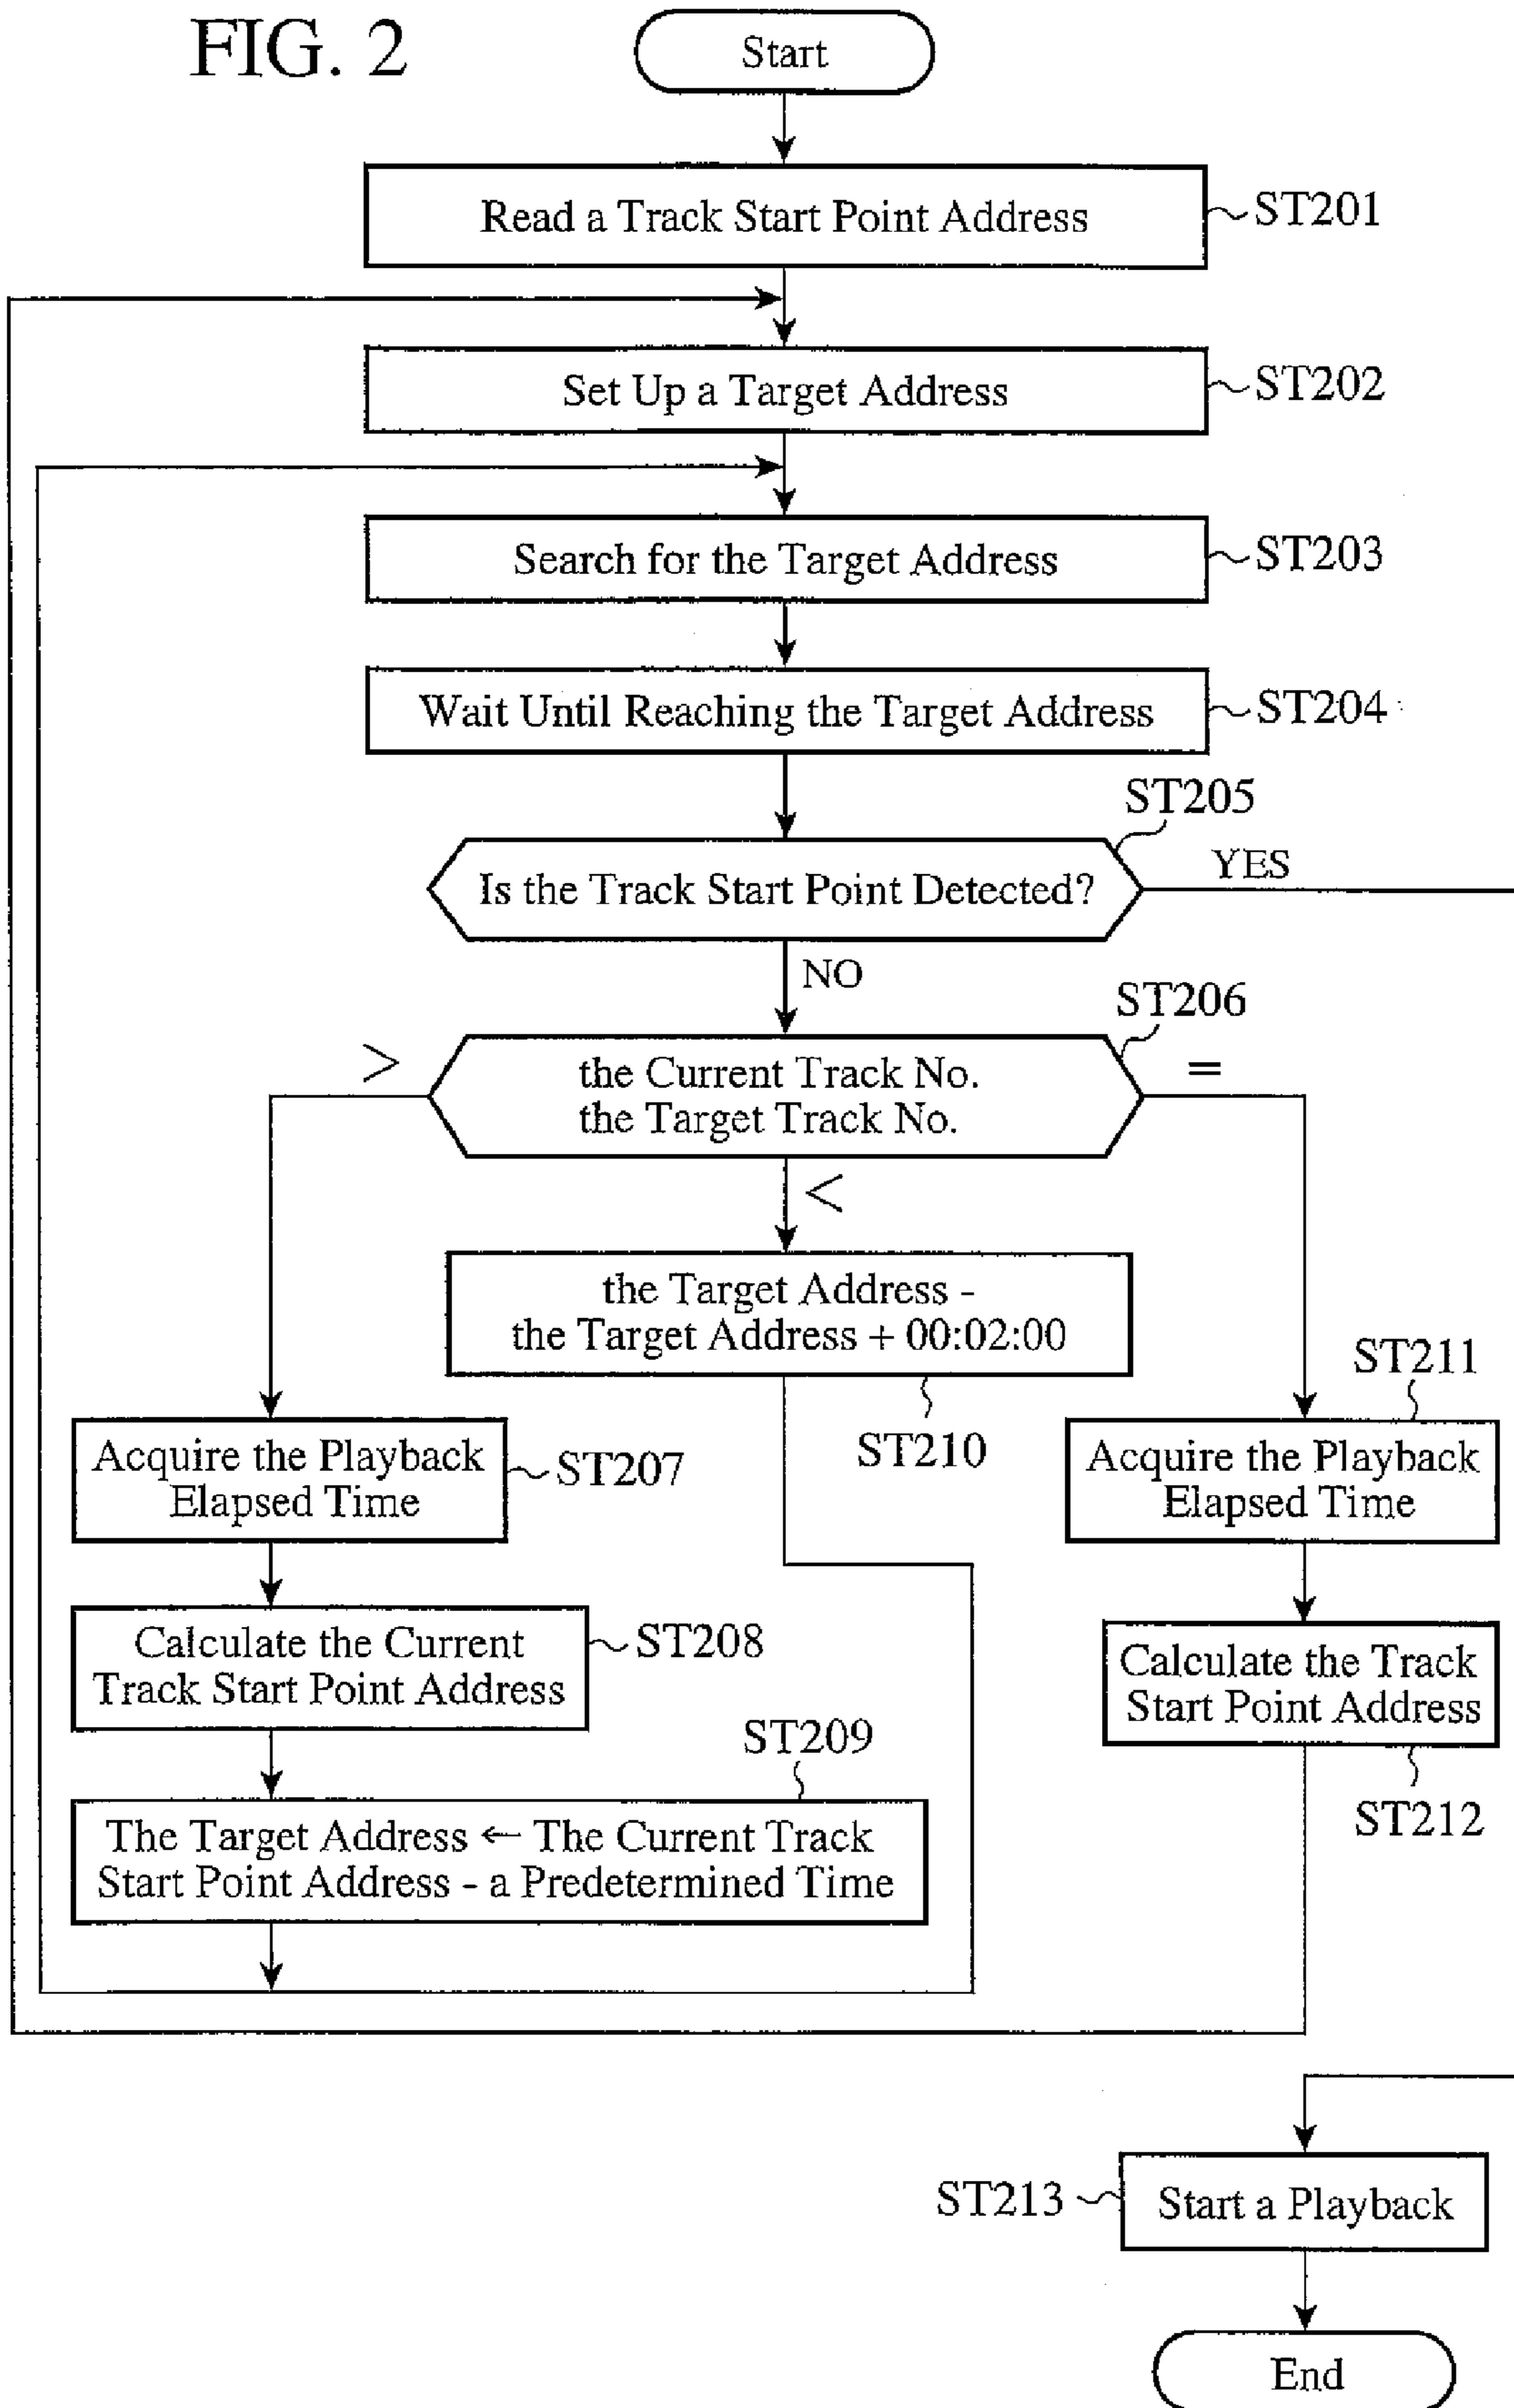 FIG. 2
Start
Read a Track Start Point Address
ST201
Set Up a Target Address
ST202
Search for the Target Address
ST203
Wait Until Reaching the Target Address
ST204
ST205
Is the Track Start Point Detected?
YES
NO
ST206
>
the Current Track No.
the Target Track No.
=
<
the Target Address -
the Target Address + 00:02:00
ST210
ST211
Acquire the Playback
Elapsed Time
ST207
Acquire the Playback
Elapsed Time
Calculate the Current
Track Start Point Address
ST208
Calculate the Track
Start Point Address
ST212
ST209
The Target Address ← The Current Track
Start Point Address - a Predetermined Time
ST213
Start a Playback
End